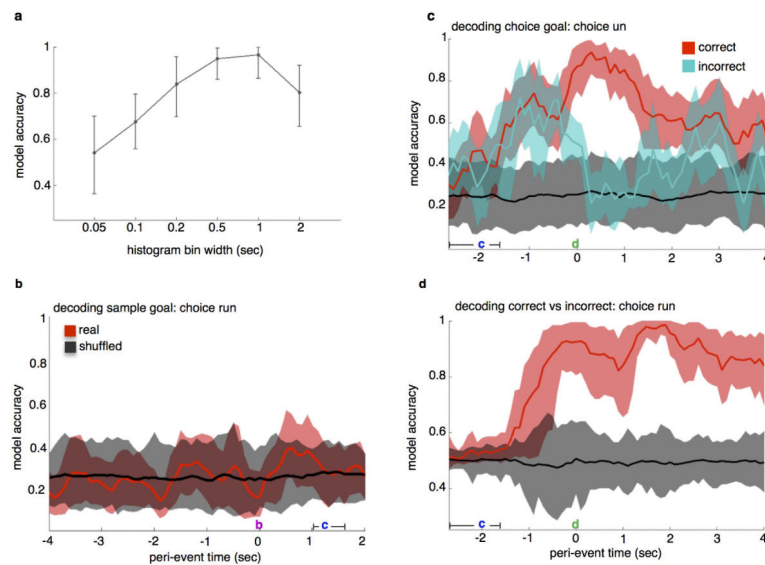 a
model accuracy
1
0.8
0.6
0.4
0.05 0.1 0.2 0.5 1 2
histogram bin width (sec)
b
decoding sample goal: choice run
real
shuffled
model accuracy
1
0.8
0.6
0.4
0.2
b
c
-4 -3 -2 -1 0 1 2
peri-event time (sec)
c
decoding choice goal: choice un
correct
incorrect
model accuracy
1
0.8
0.6
0.4
0.2
c
d
-2 -1 0 1 2 3 4
d
decoding correct vs incorrect: choice run
model accuracy
1
0.8
0.6
0.4
c
d
-2 -1 0 1 2 3 4
peri-event time (sec)